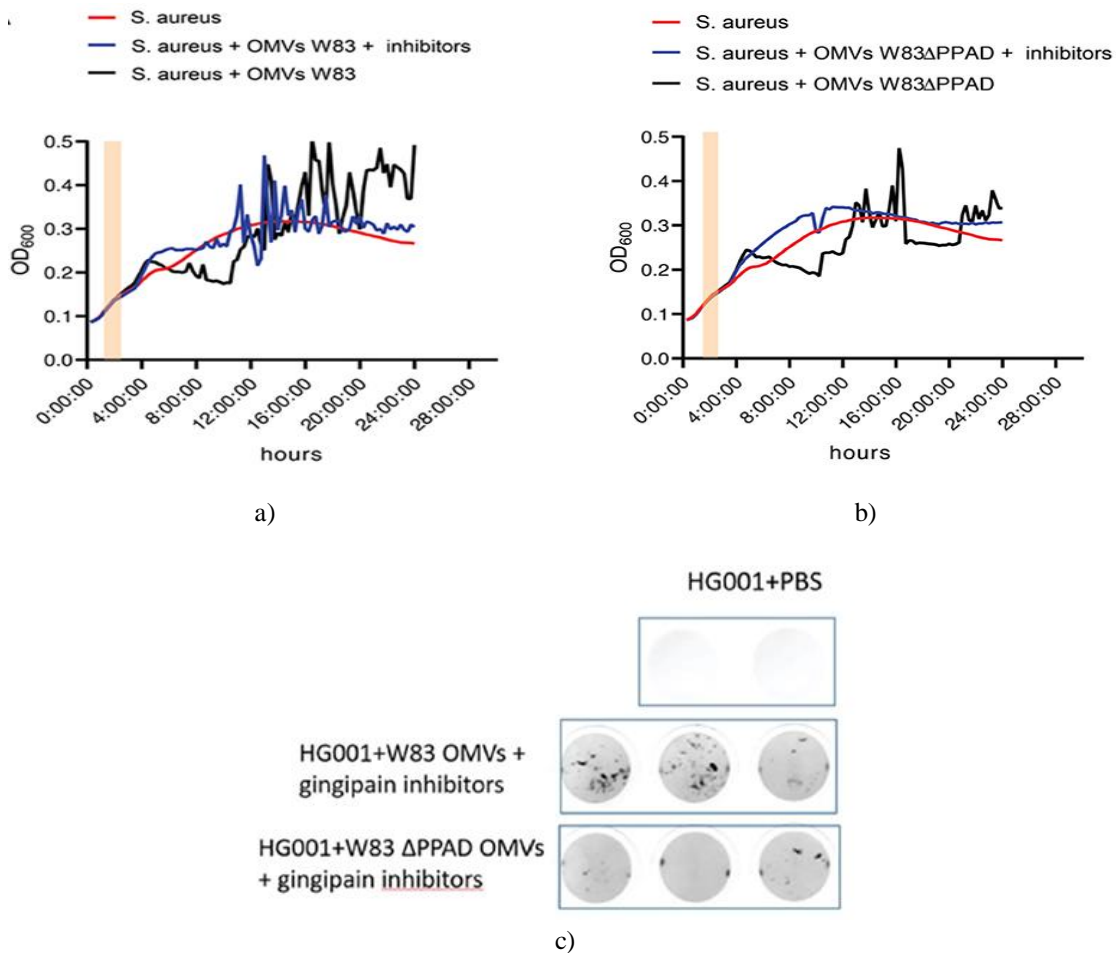 S. aureus
S. aureus + OMVs W83 + inhibitors
S. aureus + OMVs W83
0.5
0.4
0.3
0.2
0.1
0.0
OD600
0:00:00
4:00:00
8:00:00
12:00:00
16:00:00
20:00:00
24:00:00
28:00:00
hours
a)
S. aureus
S. aureus + OMVs W83ΔPPAD + inhibitors
S. aureus + OMVs W83ΔPPAD
0.5
0.4
0.3
0.2
0.1
0.0
OD600
0:00:00
4:00:00
8:00:00
12:00:00
16:00:00
20:00:00
24:00:00
28:00:00
hours
b)
HG001+PBS
HG001+W83 OMVs +
gingipain inhibitors
HG001+W83 ΔPPAD OMVs
+ gingipain inhibitors
c)